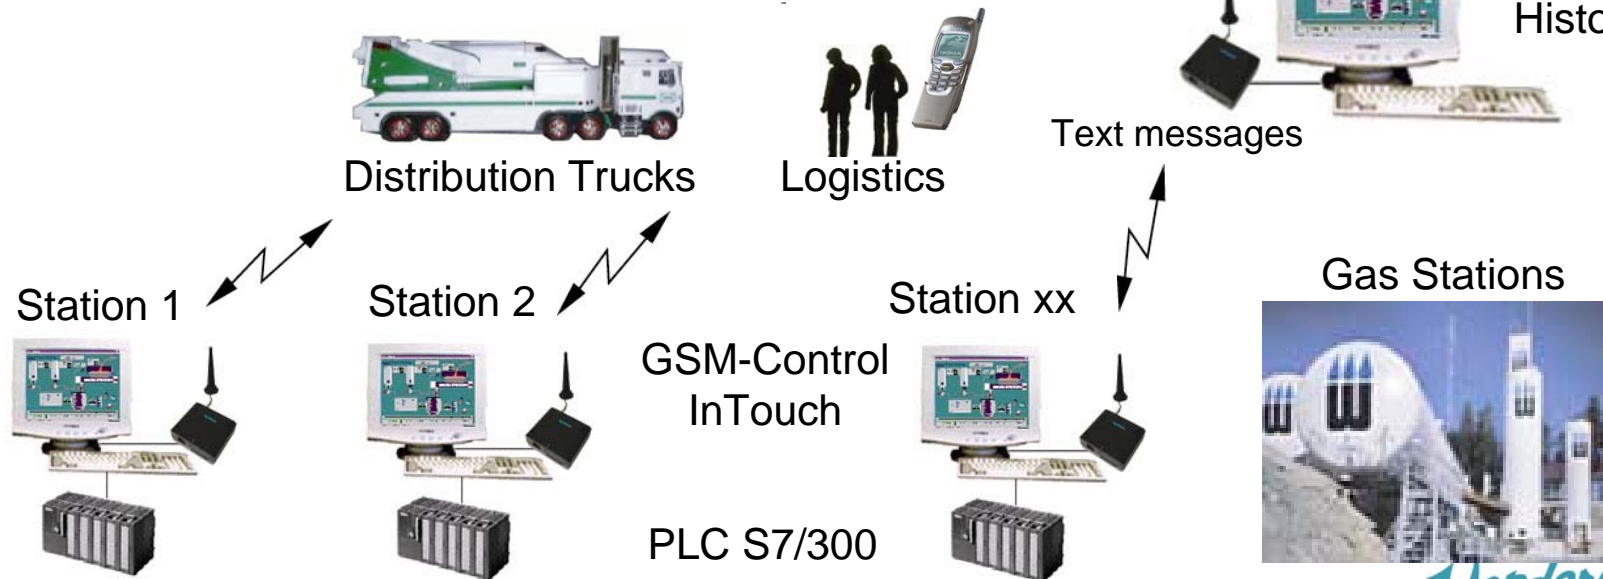 Text messages
Distribution Trucks
Logistics
Station 1
Station 2
Station xx
Gas Stations
GSM-Control
InTouch
PLC S7/300